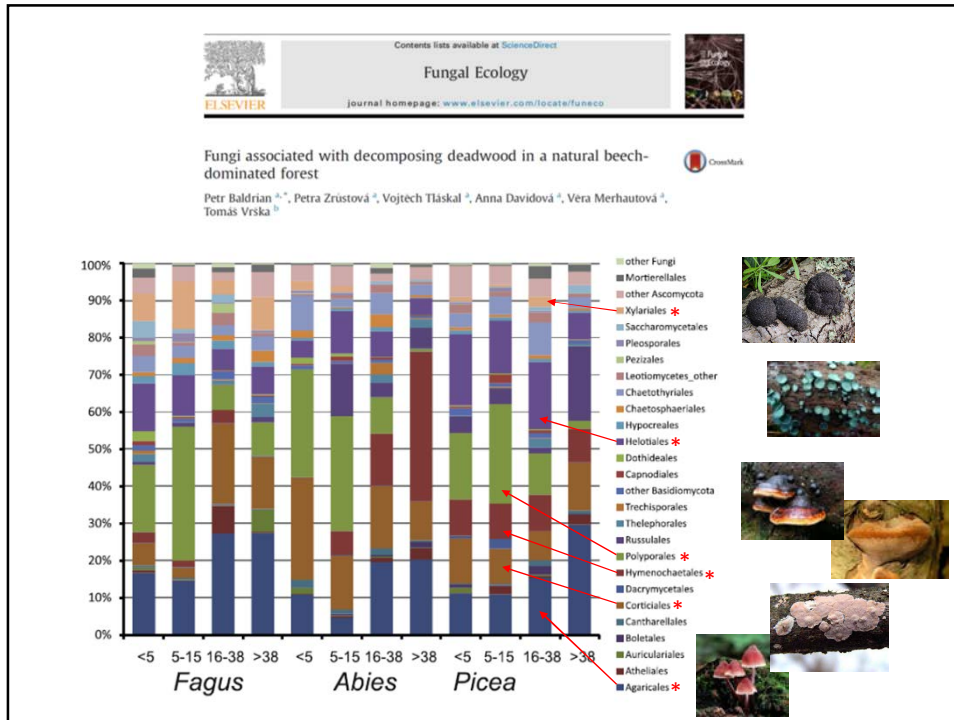 Contents lists available at ScienceDirect
Fungal Ecology
journal homepage: www.elsevier.com/locate/funeco
ELSEVIER
Fungal Ecology
Fungi associated with decomposing deadwood in a natural beech-
dominated forest
CrossMark
Petr Baldrian a,*, Petra Zrůstová a, Vojtěch Tláskal a, Anna Davidová a, Věra Merhautová a,
Tomáš Vrška b
100%
90%
80%
70%
60%
50%
40%
30%
20%
10%
0%
<5 5-15 16-38 >38 <5 5-15 16-38 >38 <5 5-15 16-38 >38
Fagus Abies Picea
other Fungi
Mortierellales
other Ascomycota
Xylariales *
Saccharomycetales
Pleosporales
Pezizales
Leotiomycetes_other
Chaetothyriales
Chaetosphaeriales
Hypocreales
Helotiales *
Dothideales
Capnodiales
other Basidiomycota
Trechisporales
Thelephorales
Russulales
Polyporales *
Hymenochaetales *
Dacrymycetales
Corticiales *
Cantharellales
Boletales
Auriculariales
Atheliales
Agaricales *